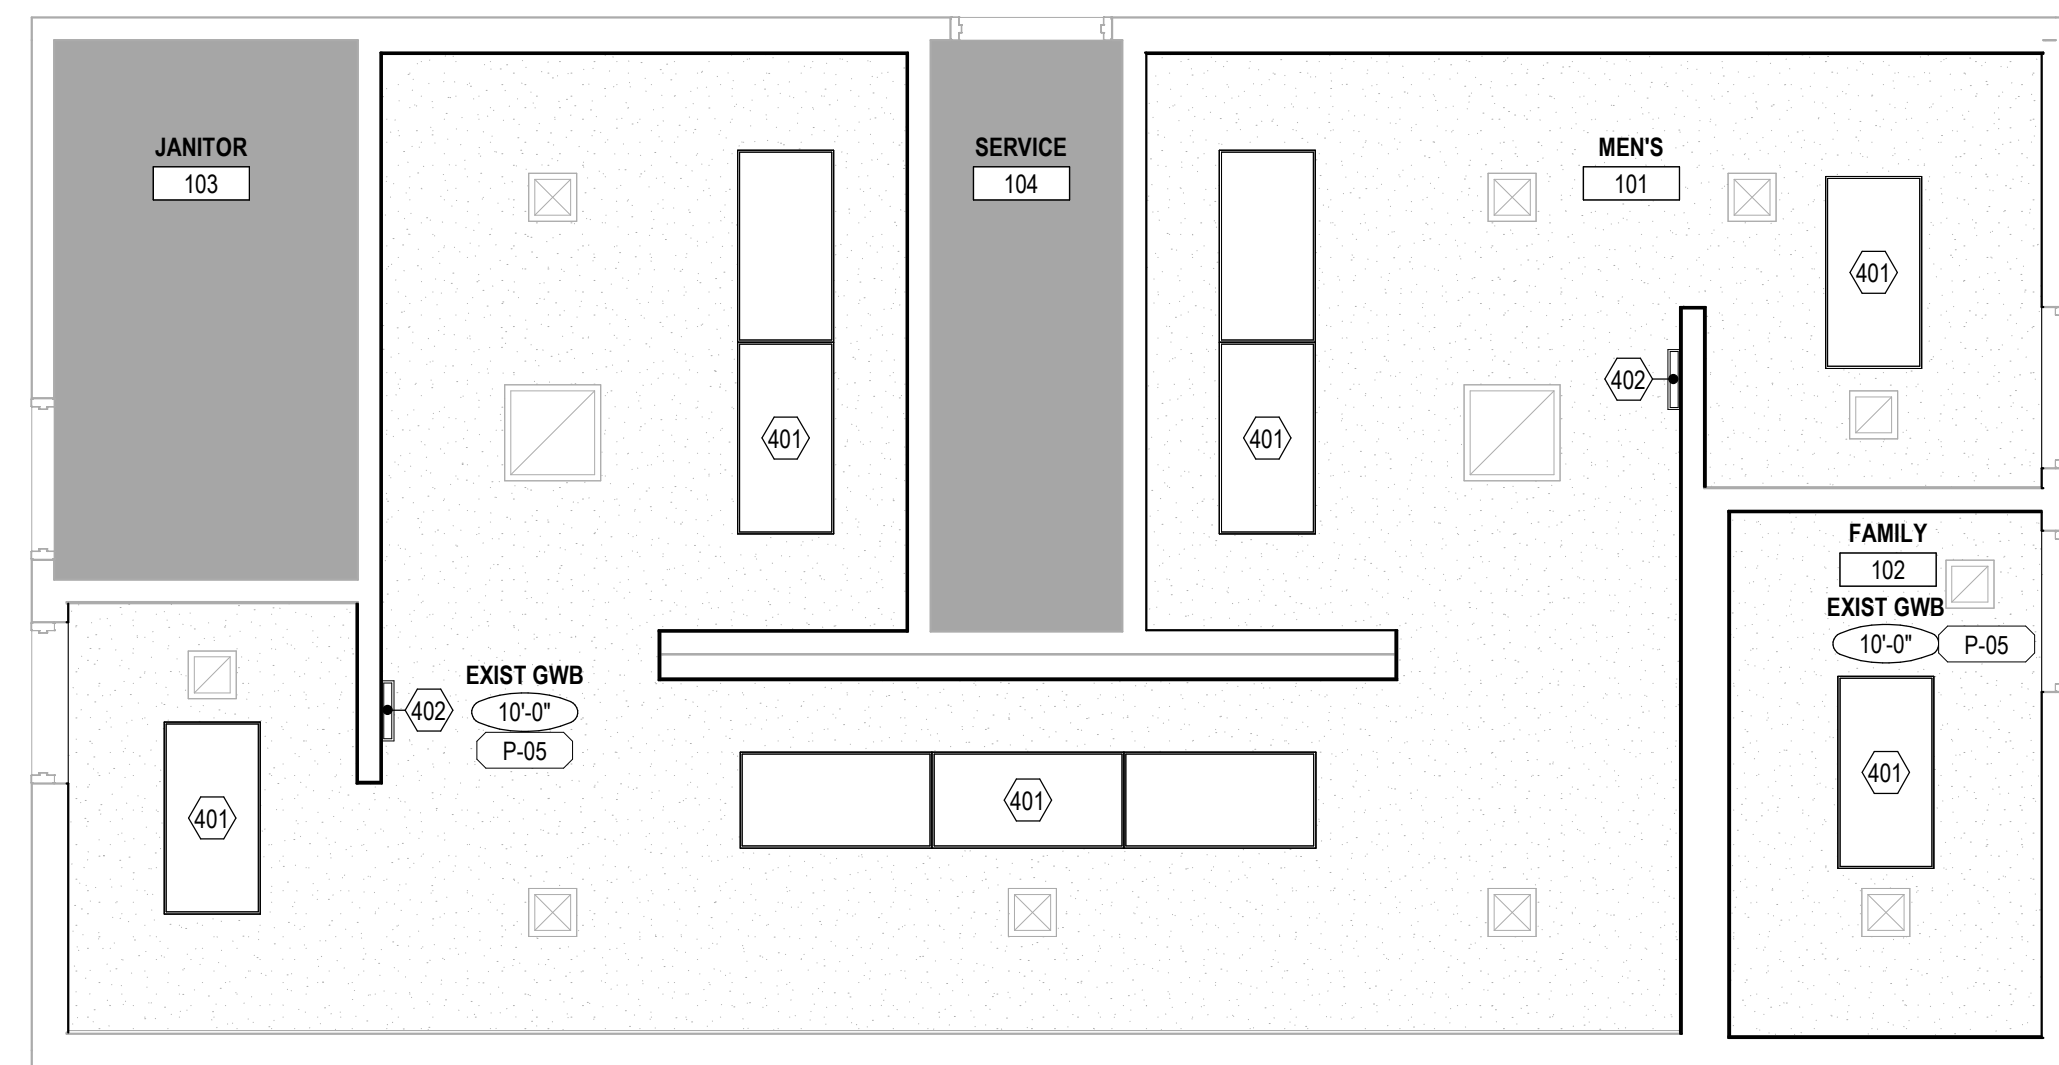 JANITOR
103
SERVICE
104
MEN'S
101
401
402
401
401
FAMILY
102
EXIST GWB
10'-0" P-05
EXIST GWB
402 10'-0"
P-05
401
401
401